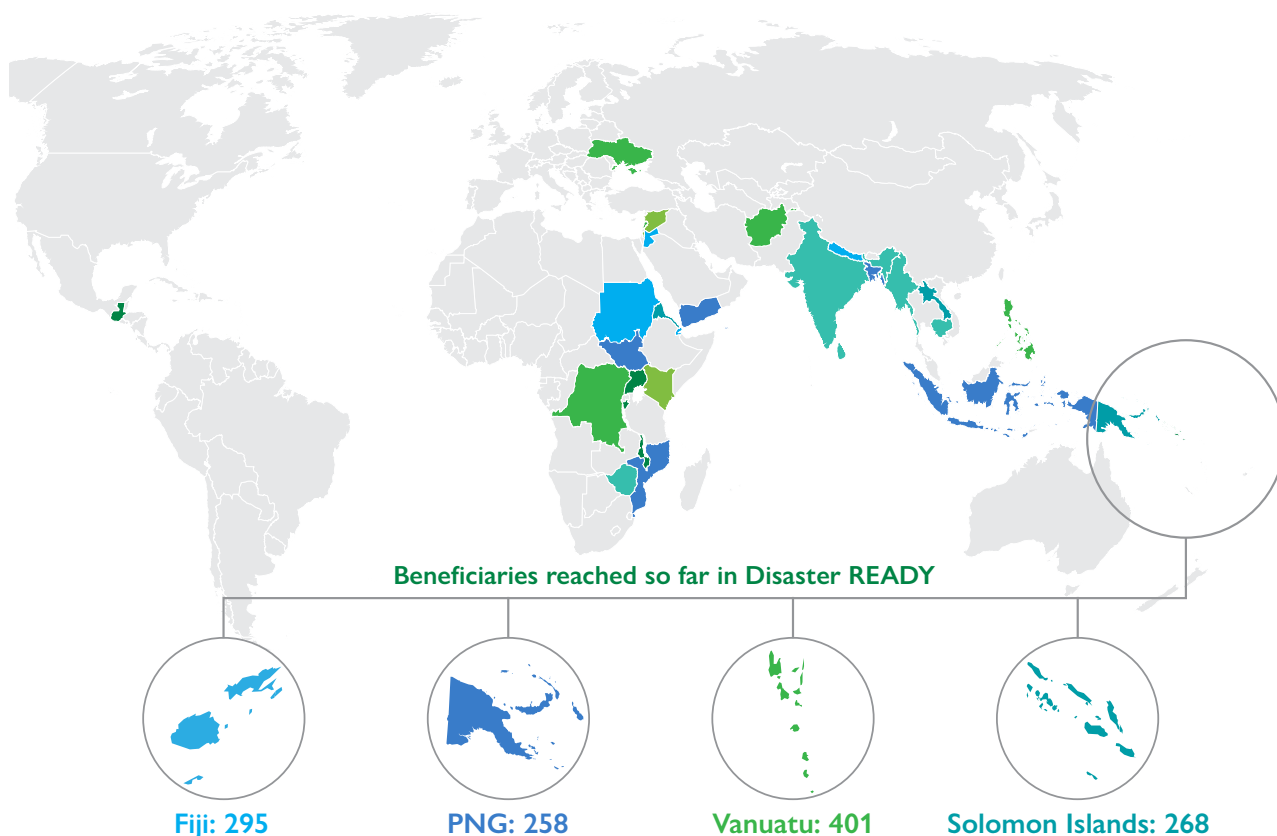 Beneficiaries reached so far in Disaster READY
Fiji: 295
PNG: 258
Vanuatu: 401
Solomon Islands: 268